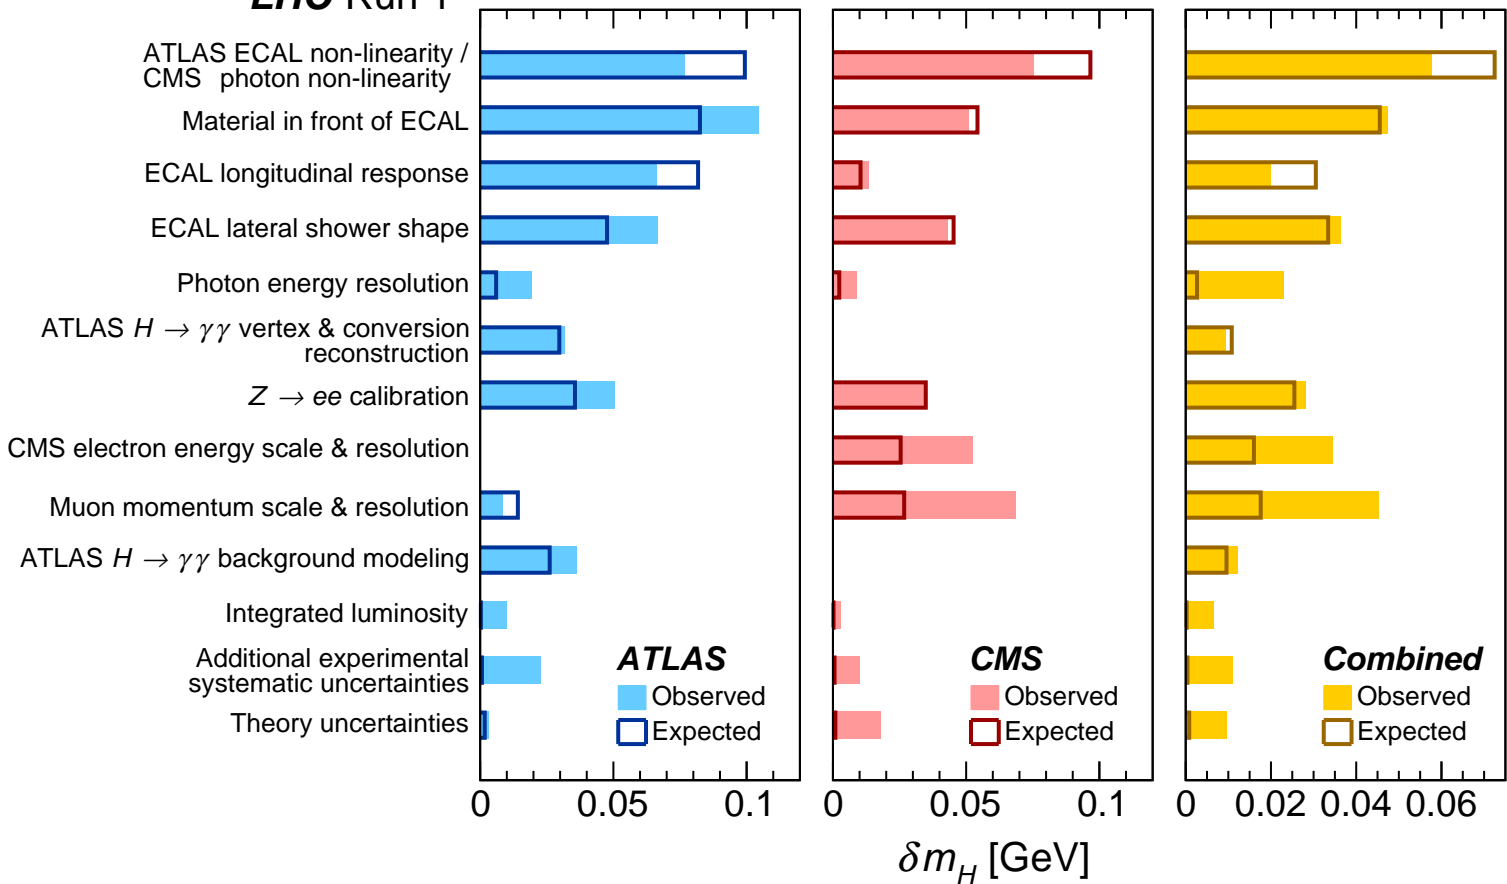 LHC Run 1
ATLAS ECAL non-linearity /
CMS photon non-linearity
Material in front of ECAL
ECAL longitudinal response
ECAL lateral shower shape
Photon energy resolution
ATLAS H → γγ vertex & conversion
reconstruction
Z → ee calibration
CMS electron energy scale & resolution
Muon momentum scale & resolution
ATLAS H → γγ background modeling
Integrated luminosity
Additional experimental
systematic uncertainties
Theory uncertainties
ATLAS
Observed
Expected
CMS
Observed
Expected
Combined
Observed
Expected
0 0.05 0.1
0 0.05 0.1
0 0.02 0.04 0.06
δm_H [GeV]